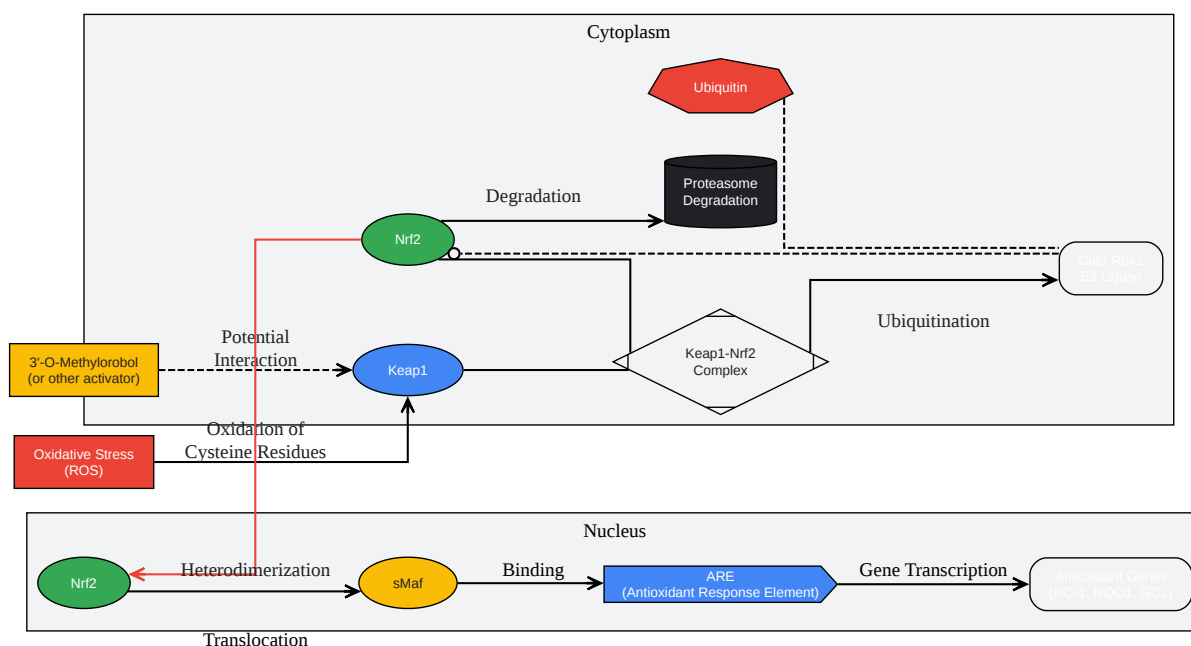 Cytoplasm
Ubiquitin
Proteasome
Degradation
Degradation
Nrf2
Cul3-Rbx1
E3 Ligase
Ubiquitination
Potential
Interaction
3'-O-Methylorobol
(or other activator)
Keap1
Keap1-Nrf2
Complex
Oxidation of
Cysteine Residues
Oxidative Stress
(ROS)
Nucleus
Nrf2
Heterodimerization
sMaf
Binding
ARE
(Antioxidant Response Element)
Gene Transcription
Antioxidant Genes
(HO-1, NQO1, GCL)
Translocation